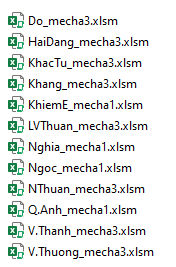 Do_mecha3.xlsm
HaiDang_mecha3.xlsm
KhacTu_mecha3.xlsm
Khang_mecha3.xlsm
KhiemE_mecha1.xlsm
LVThuan_mecha3.xlsm
Nghia_mecha1.xlsm
Ngoc_mecha1.xlsm
NThuan_mecha3.xlsm
Q.Anh_mecha1.xlsm
V.Thanh_mecha3.xlsm
V.Thuong_mecha3.xlsm